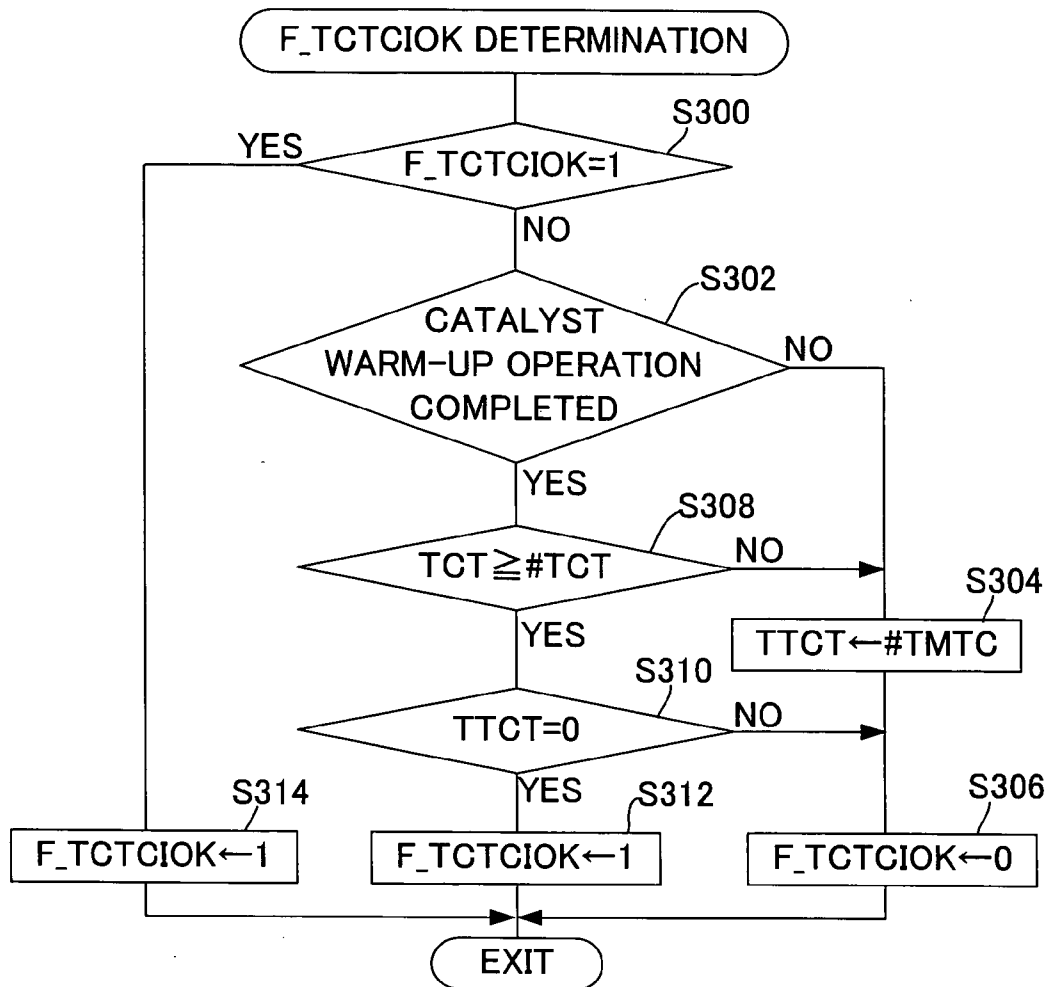 F_TCTCIOK DETERMINATION
S300
YES
F_TCTCIOK=1
NO
S302
CATALYST
WARM-UP OPERATION
COMPLETED
NO
YES
S308
TCT≧#TCT
NO
S304
YES
TTCT←#TMTC
S310
TTCT=0
NO
YES
S314
S312
S306
F_TCTCIOK←1
F_TCTCIOK←1
F_TCTCIOK←0
EXIT